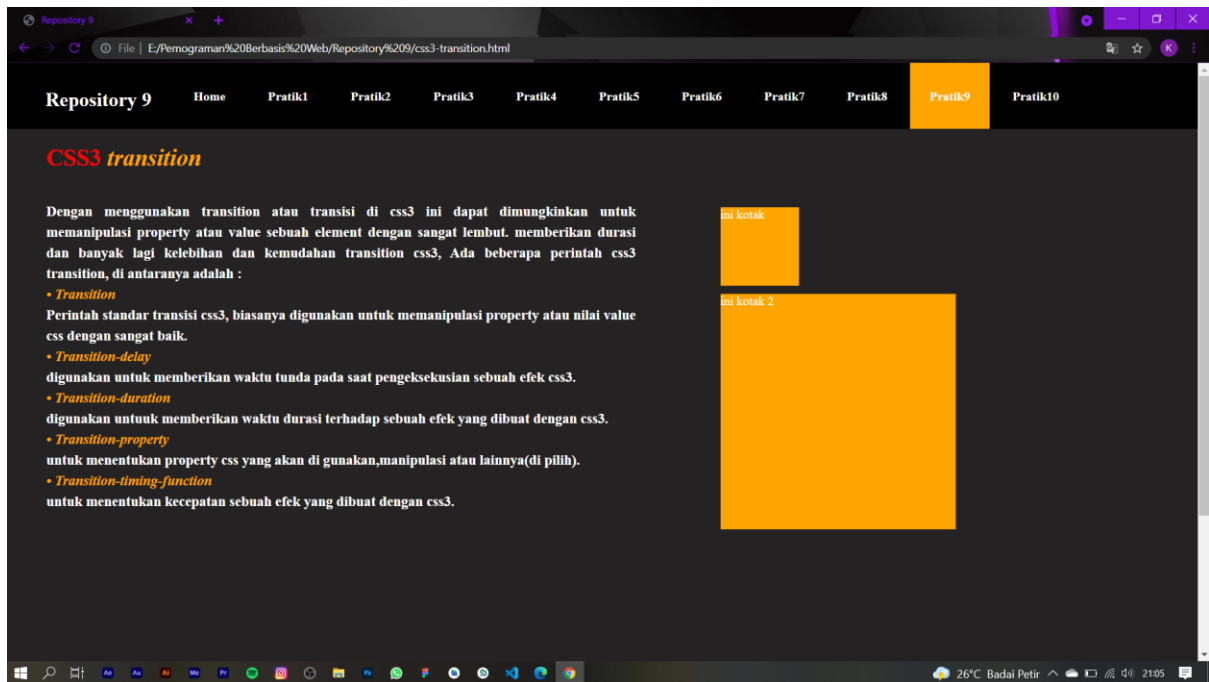 Repository 9
File | E:/Pemograman%20Berbasis%20Web/Repository%209/css3-transition.html
K
Repository 9 Home Pratik1 Pratik2 Pratik3 Pratik4 Pratik5 Pratik6 Pratik7 Pratik8 Pratik9 Pratik10
CSS3 transition
Dengan menggunakan transition atau transisi di css3 ini dapat dimungkinkan untuk
memanipulasi property atau value sebuah element dengan sangat lembut. memberikan durasi
dan banyak lagi kelebihan dan kemudahan transition css3, Ada beberapa perintah css3
transition, di antaranya adalah :
• Transition
Perintah standar transisi css3, biasanya digunakan untuk memanipulasi property atau nilai value
css dengan sangat baik.
• Transition-delay
digunakan untuk memberikan waktu tunda pada saat pengeksekusian sebuah efek css3.
• Transition-duration
digunakan untuuk memberikan waktu durasi terhadap sebuah efek yang dibuat dengan css3.
• Transition-property
untuk menentukan property css yang akan di gunakan,manipulasi atau lainnya(di pilih).
• Transition-timing-function
untuk menentukan kecepatan sebuah efek yang dibuat dengan css3.
ini kotak
ini kotak 2
Ae Au Ai Me Pr Ps
26°C Badai Petir 21:05